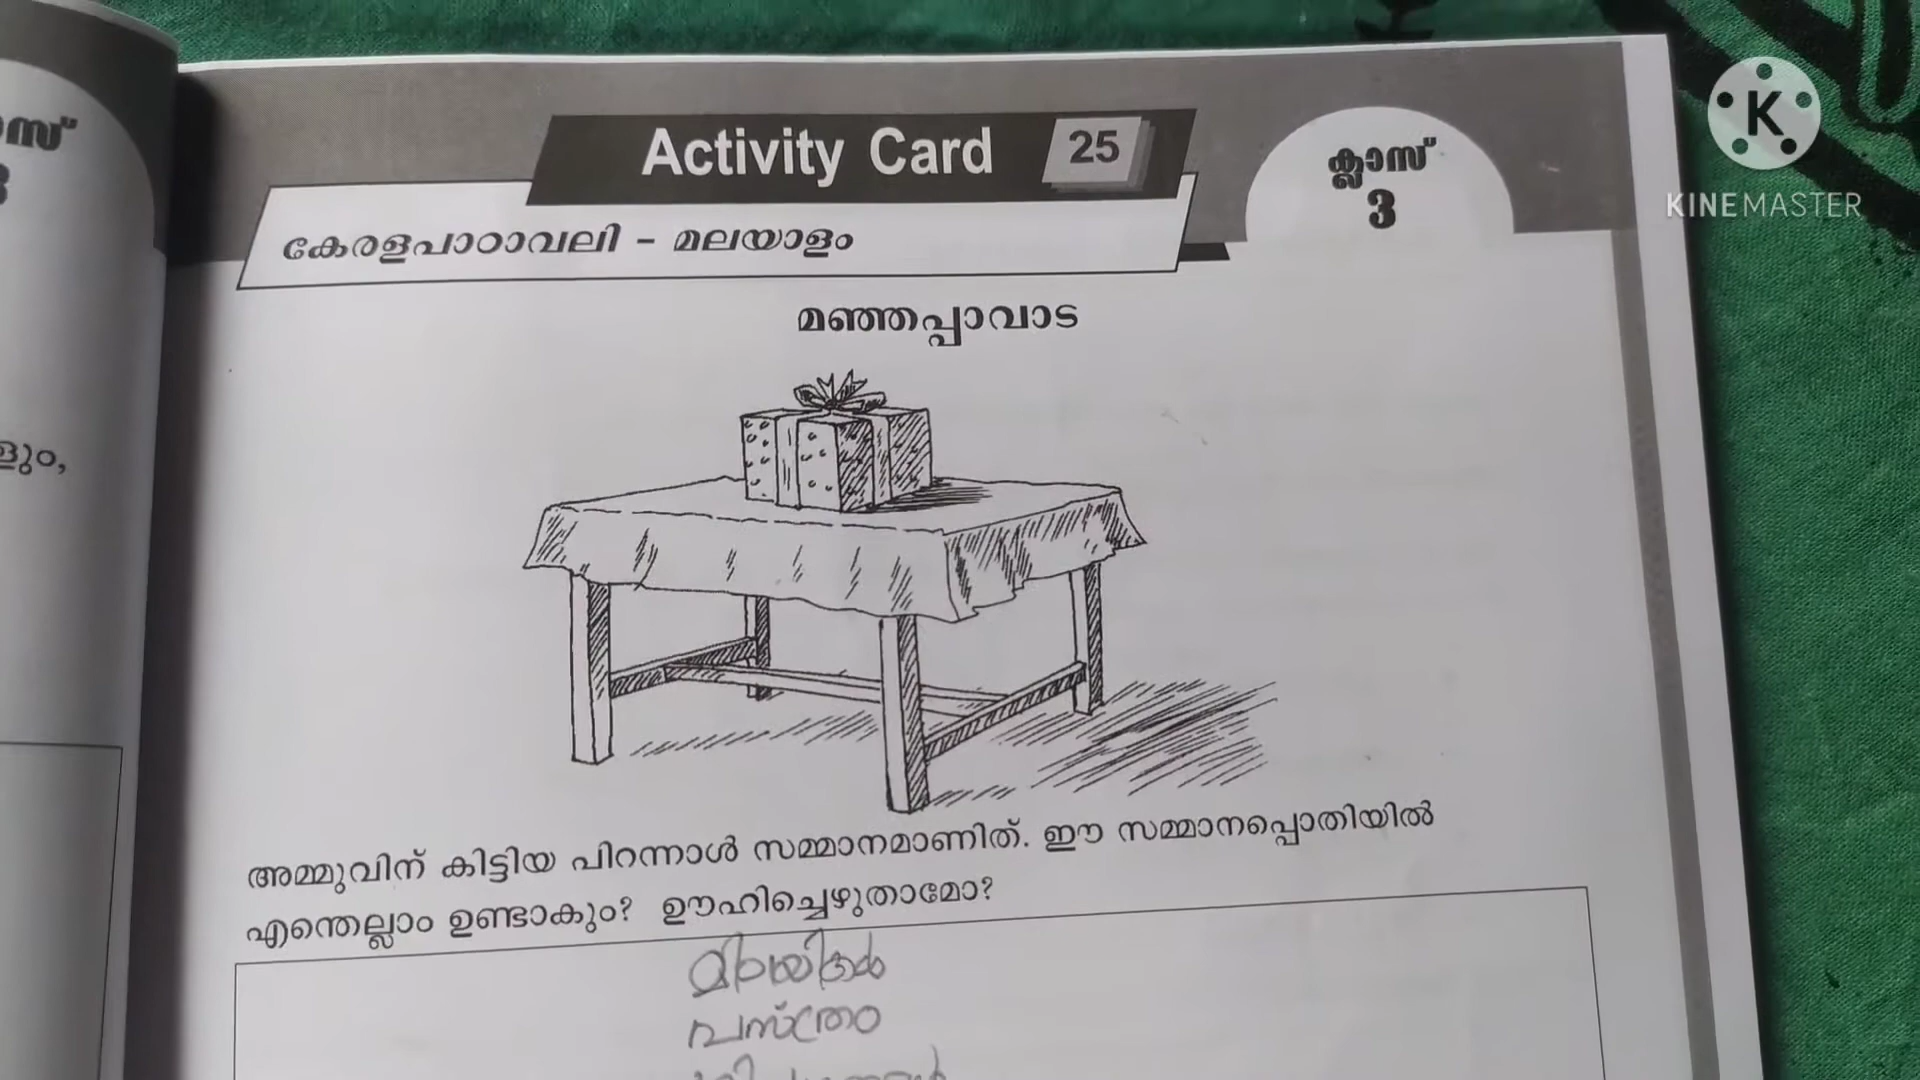 Activity Card 25
ക്ലാസ്
3
കേരളപാഠാവലി - മലയാളം
മഞ്ഞപ്പാവാട
അമ്മുവിന് കിട്ടിയ പിറന്നാൾ സമ്മാനമാണിത്. ഈ സമ്മാനപ്പൊതിയിൽ
എന്തെല്ലാം ഉണ്ടാകും? ഊഹിച്ചെഴുതാമോ?
മിഠായികൾ
വസ്ത്രം
ളും,
K
KINEMASTER